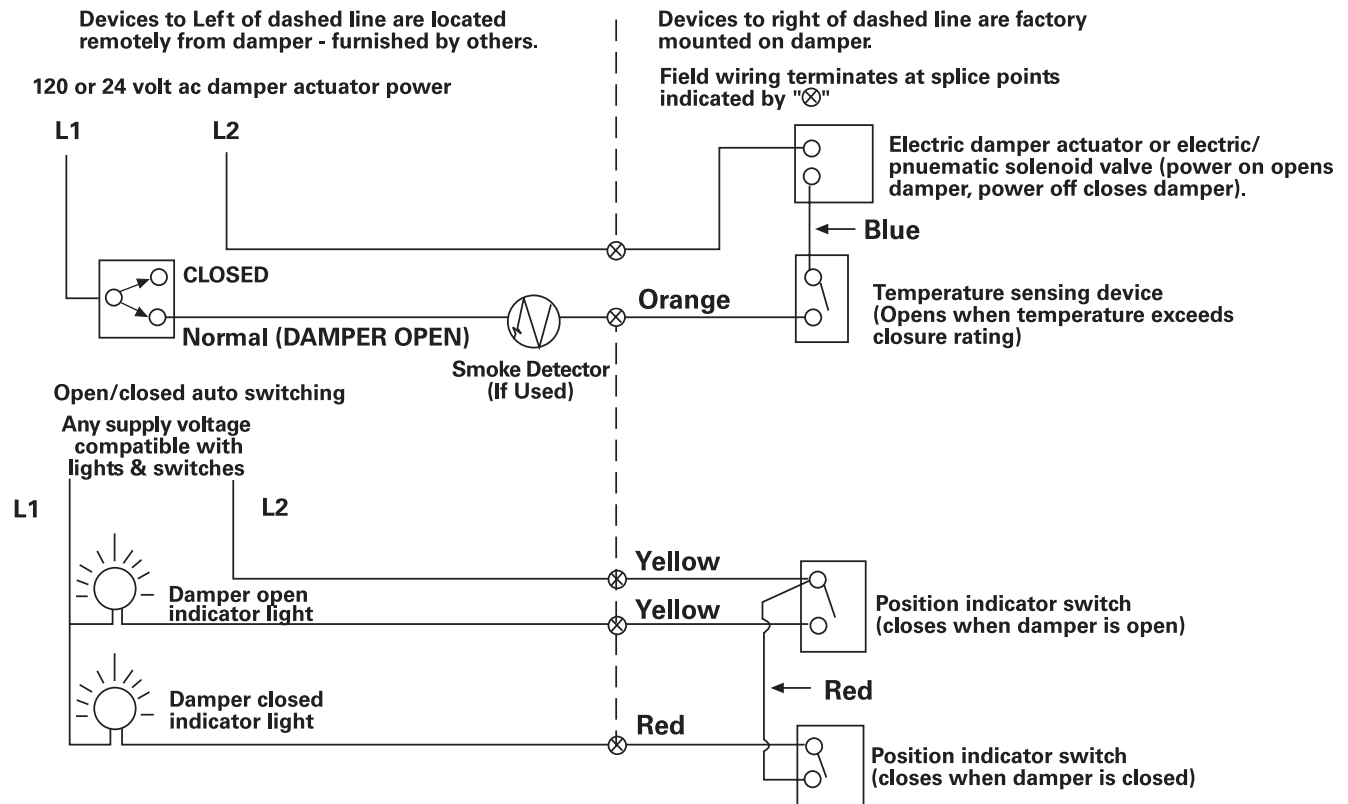 Devices to Left of dashed line are located
remotely from damper - furnished by others.
Devices to right of dashed line are factory
mounted on damper.
120 or 24 volt ac damper actuator power
Field wiring terminates at splice points
indicated by "⊗"
L1
L2
Electric damper actuator or electric/
pnuematic solenoid valve (power on opens
damper, power off closes damper).
Blue
CLOSED
Normal (DAMPER OPEN)
Smoke Detector
(If Used)
Orange
Temperature sensing device
(Opens when temperature exceeds
closure rating)
Open/closed auto switching
Any supply voltage
compatible with
lights & switches
L1
L2
Yellow
Damper open
indicator light
Yellow
Position indicator switch
(closes when damper is open)
Red
Damper closed
indicator light
Red
Position indicator switch
(closes when damper is closed)